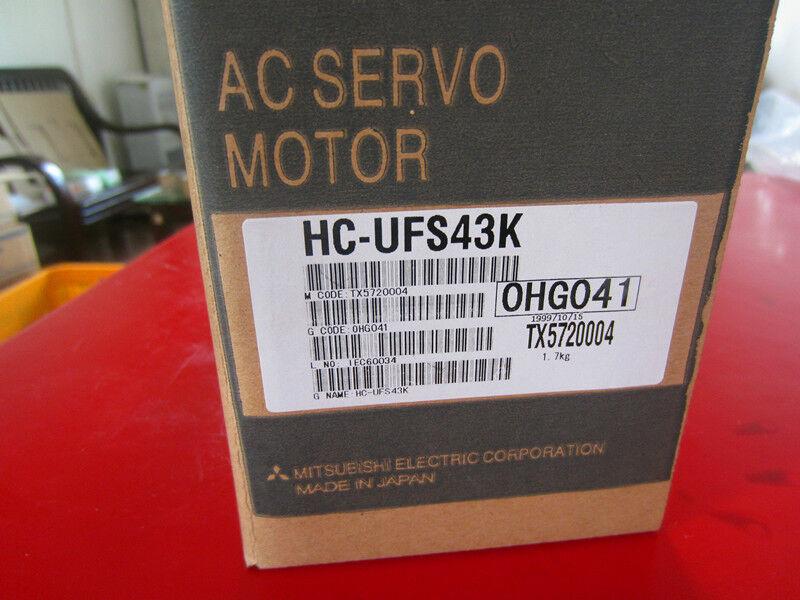 AC SERVO
MOTOR
HC-UFS43K
M CODE:TX5720004
0HG041
1999/10/15
G CODE:0HG041
TX5720004
L NO: IEC60034
1.7kg
G NAME:HC-UFS43K
MITSUBISHI ELECTRIC CORPORATION
MADE IN JAPAN